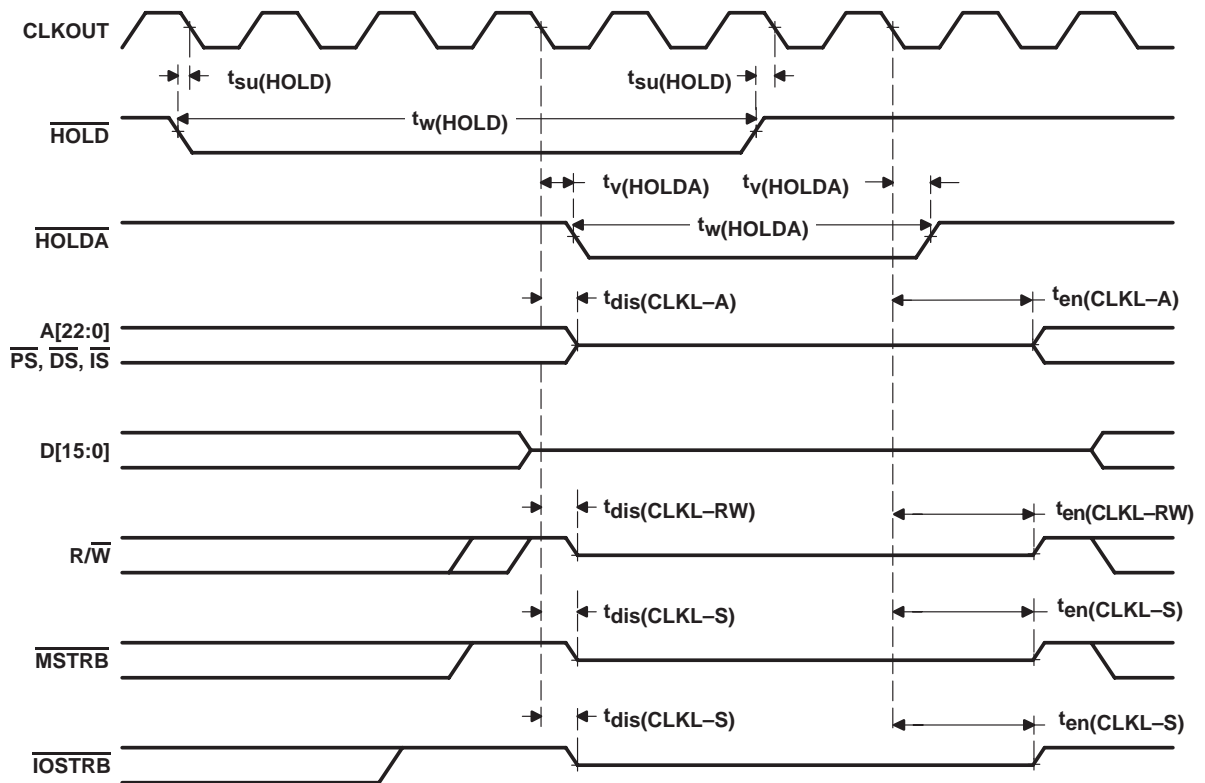 CLKOUT
tsu(HOLD) tsu(HOLD)
HOLD tw(HOLD)
tv(HOLDA) tv(HOLDA)
HOLDA tw(HOLDA)
tdis(CLKL–A) ten(CLKL–A)
A[22:0]
PS, DS, IS
D[15:0]
tdis(CLKL–RW) ten(CLKL–RW)
R/W
tdis(CLKL–S) ten(CLKL–S)
MSTRB
tdis(CLKL–S) ten(CLKL–S)
IOSTRB